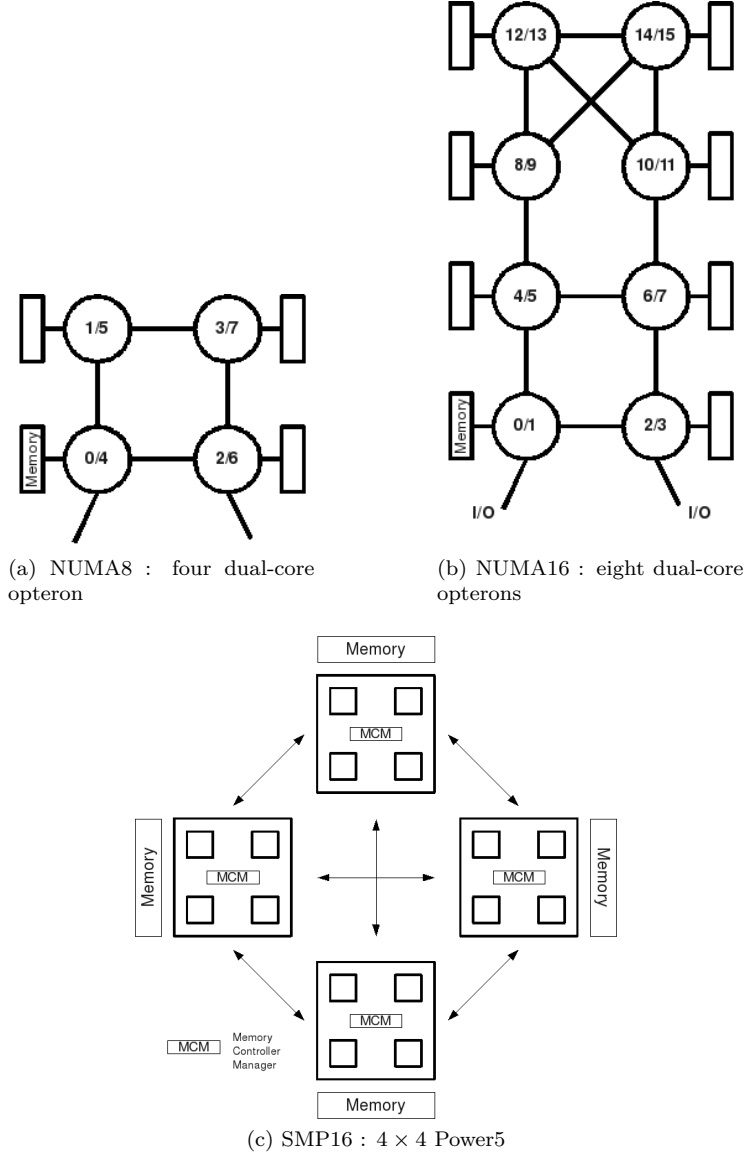 12/13
14/15
8/9
10/11
1/5
3/7
4/5
6/7
Memory
0/4
2/6
Memory
0/1
2/3
I/O
I/O
(a) NUMA8 : four dual-core
opteron
(b) NUMA16 : eight dual-core
opterons
Memory
MCM
Memory
MCM
MCM
Memory
MCM
MCM
Memory
Controller
Manager
Memory
(c) SMP16 : 4 × 4 Power5